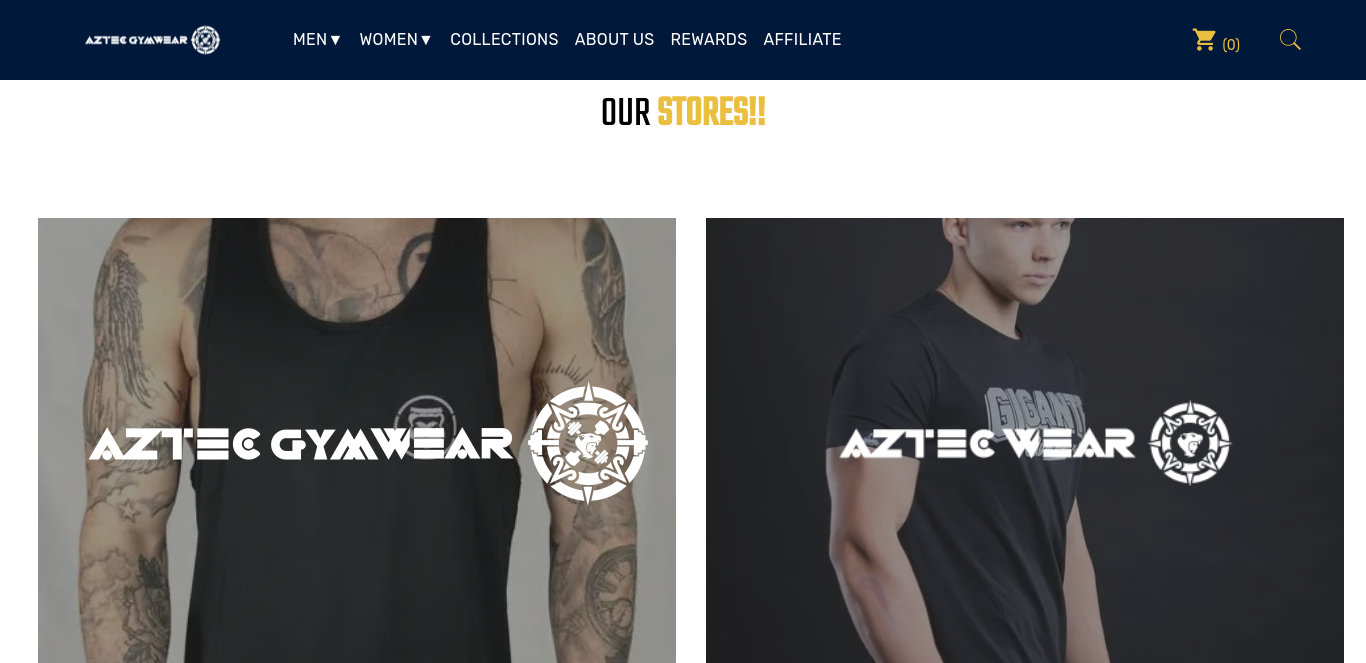 AZTEC GYMWEAR
MEN ▼ WOMEN ▼ COLLECTIONS ABOUT US REWARDS AFFILIATE
(0)
OUR STORES!!
AZTEC GYMWEAR
GIGANT
AZTEC WEAR